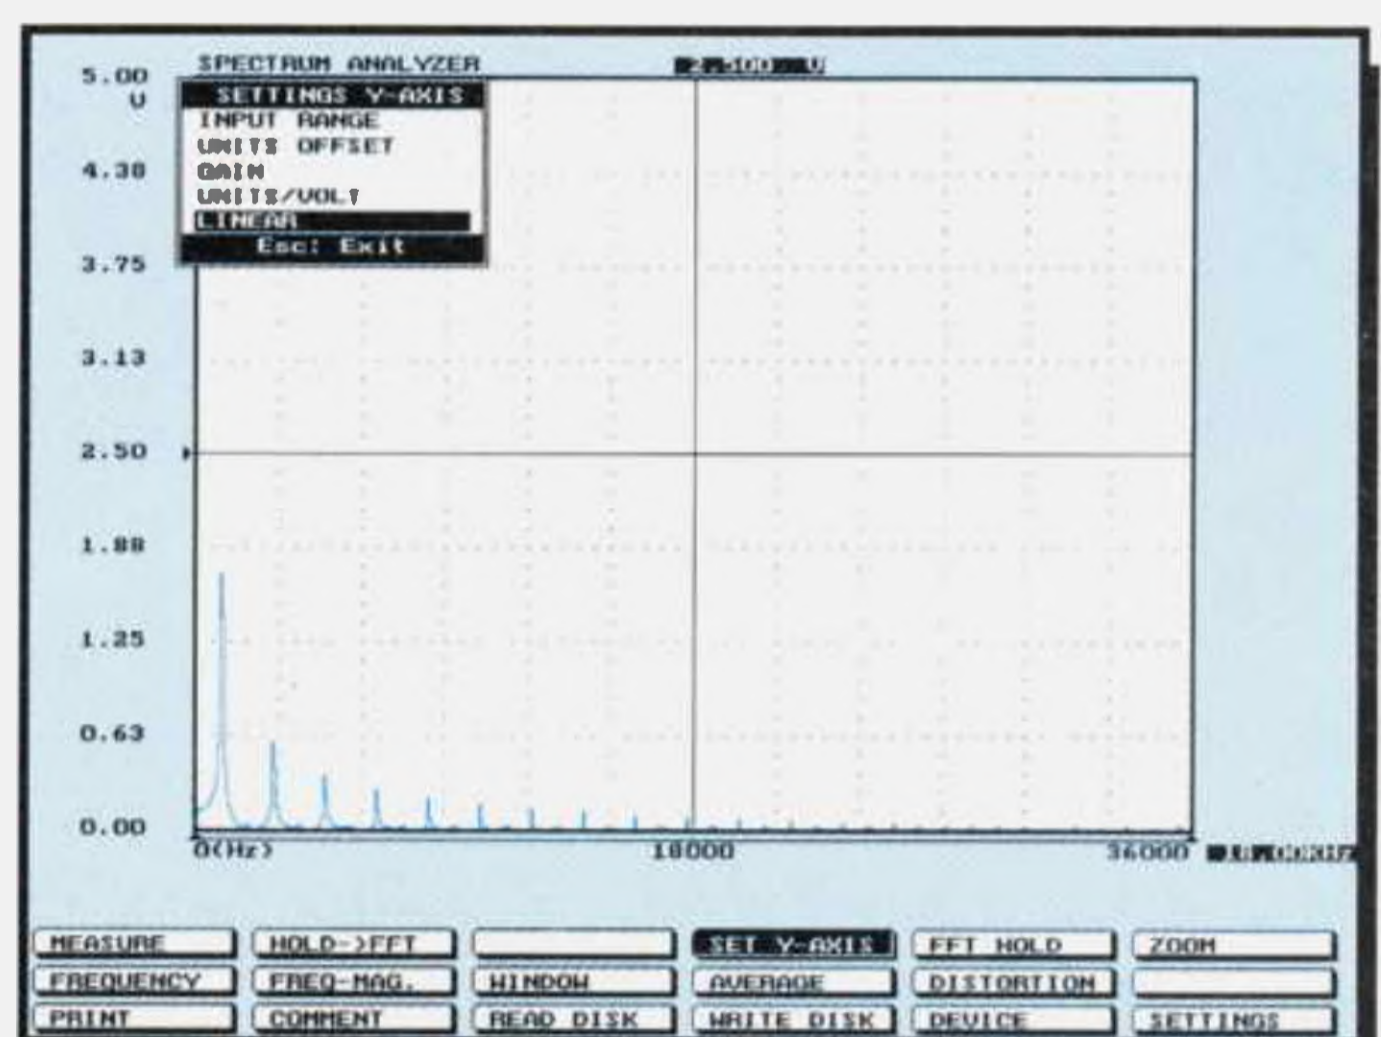 SPECTRUM ANALYZER
5.00
V
SETTINGS Y-AXIS
INPUT RANGE
UNITS OFFSET
GAIN
UNITS/VOLT
LINEAR
Esc: Exit
4.38
3.75
3.13
2.50
1.88
1.25
0.63
0.00
0(Hz)
18000
36000
MEASURE
HOLD->FFT
SET Y-AXIS
FFT HOLD
ZOOM
FREQUENCY
FREQ-MAG.
WINDOW
AVERAGE
DISTORTION
PRINT
COMMENT
READ DISK
WRITE DISK
DEVICE
SETTINGS